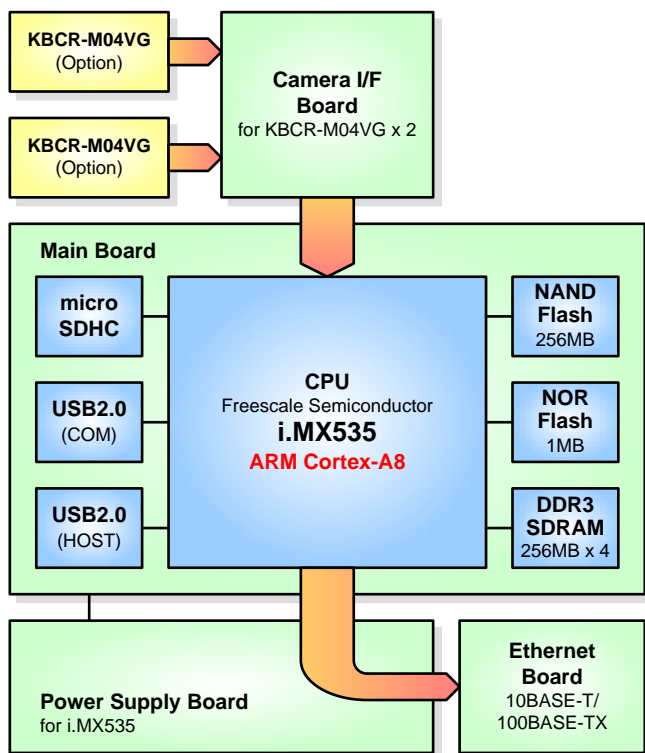 KBCR-M04VG
(Option)
KBCR-M04VG
(Option)
Camera I/F
Board
for KBCR-M04VG x 2
Main Board
micro
SDHC
USB2.0
(COM)
USB2.0
(HOST)
CPU
Freescale Semiconductor
i.MX535
ARM Cortex-A8
NAND
Flash
256MB
NOR
Flash
1MB
DDR3
SDRAM
256MB x 4
Power Supply Board
for i.MX535
Ethernet
Board
10BASE-T/
100BASE-TX